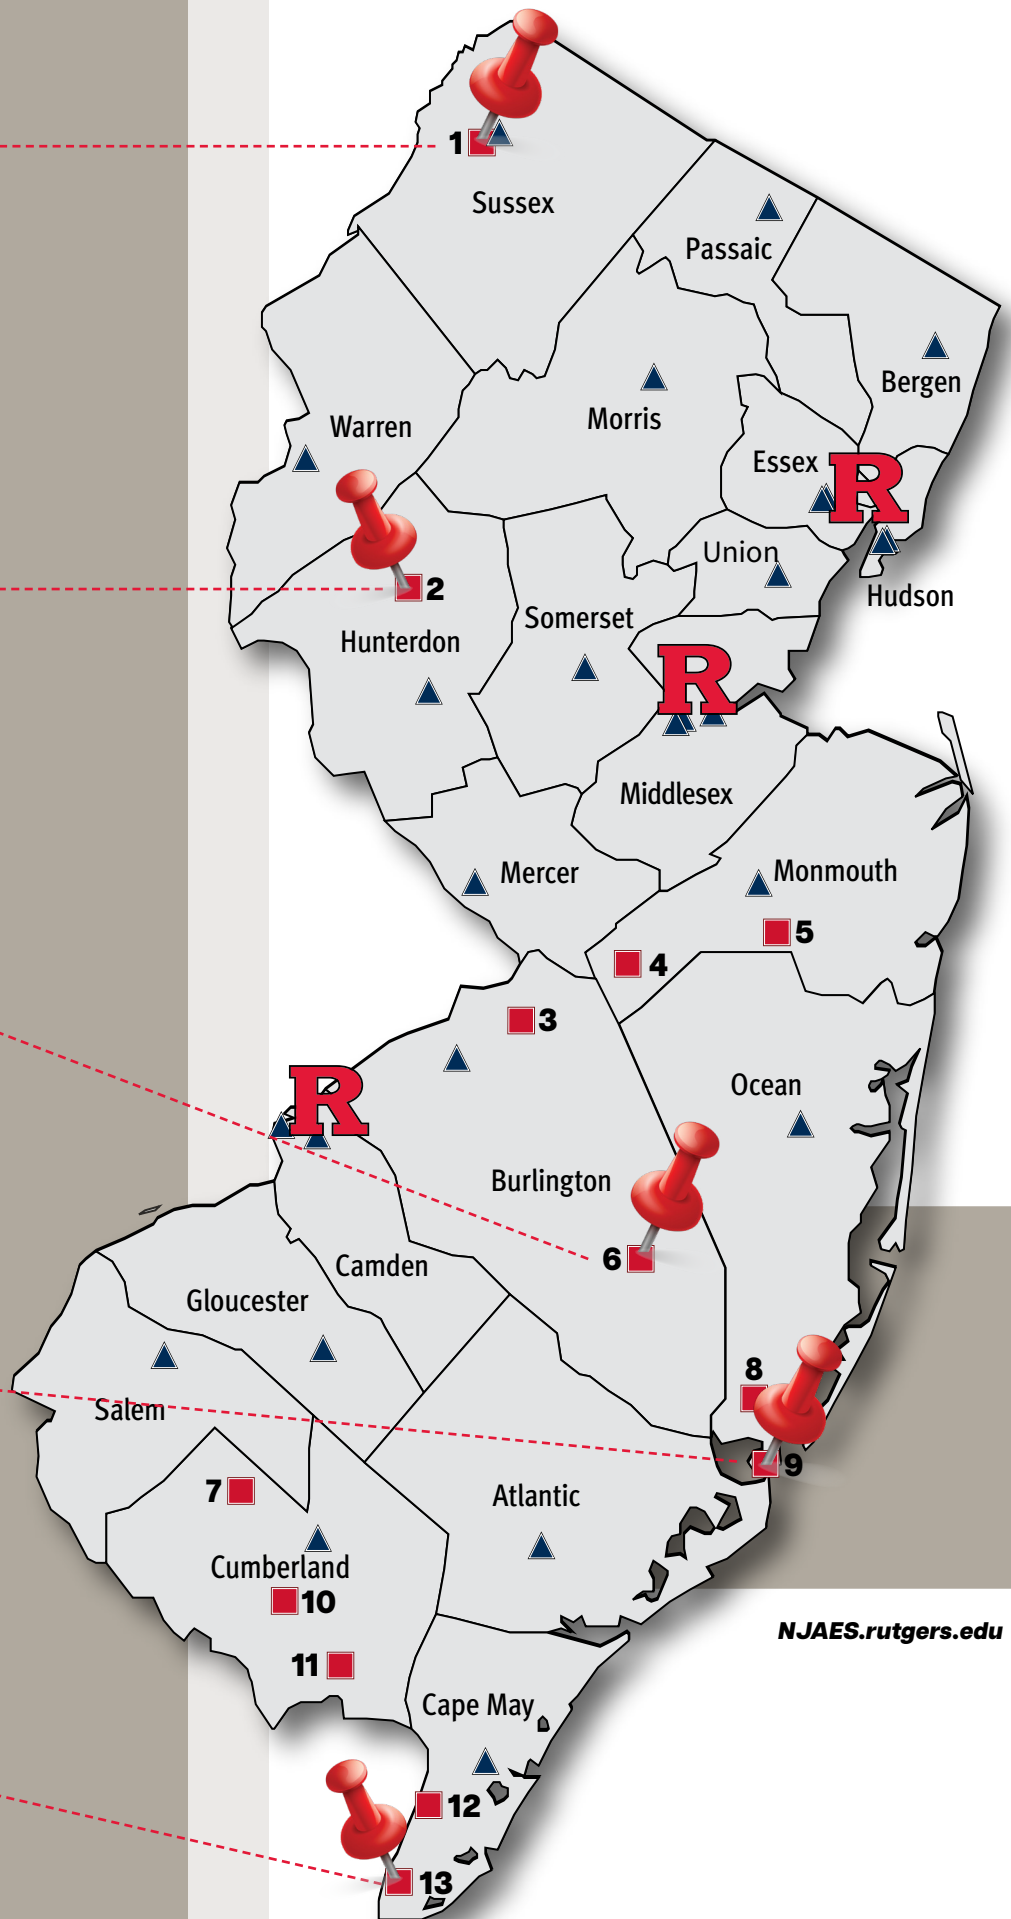 1
Sussex
Passaic
Bergen
Morris
Warren
Essex
R
Union
2
Hudson
Somerset
Hunterdon
R
Middlesex
Mercer
Monmouth
5
4
3
Ocean
R
Burlington
6
Camden
Gloucester
8
Salem
9
7
Atlantic
Cumberland
10
NJAES.rutgers.edu
11
Cape May
12
13